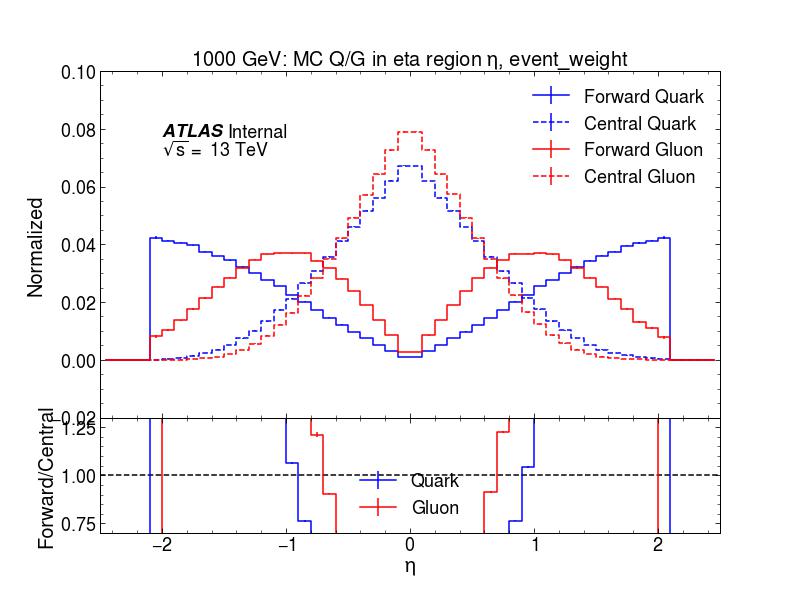 1000 GeV: MC Q/G in eta region η, event_weight
0.10
0.08
0.06
0.04
0.02
0.00
−0.02
Normalized
ATLAS Internal
√s = 13 TeV
Forward Quark
Central Quark
Forward Gluon
Central Gluon
1.25
1.00
0.75
Forward/Central
Quark
Gluon
−2 −1 0 1 2
η